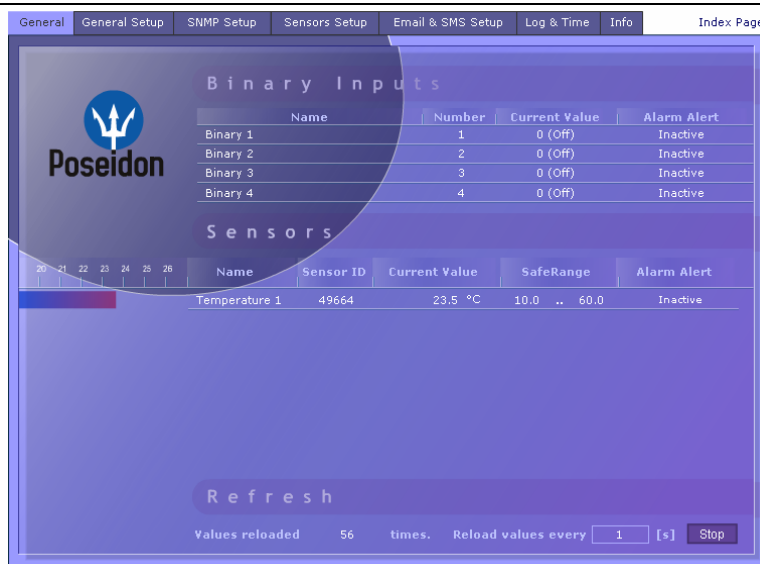 General General Setup SNMP Setup Sensors Setup Email & SMS Setup Log & Time Info Index Page
Poseidon
Binary Inputs
Name Number Current Value Alarm Alert
Binary 1 1 0 (Off) Inactive
Binary 2 2 0 (Off) Inactive
Binary 3 3 0 (Off) Inactive
Binary 4 4 0 (Off) Inactive
Sensors
20 21 22 23 24 25 26 Name Sensor ID Current Value SafeRange Alarm Alert
Temperature 1 49664 23.5 °C 10.0 .. 60.0 Inactive
Refresh
Values reloaded 56 times. Reload values every 1 [s] Stop